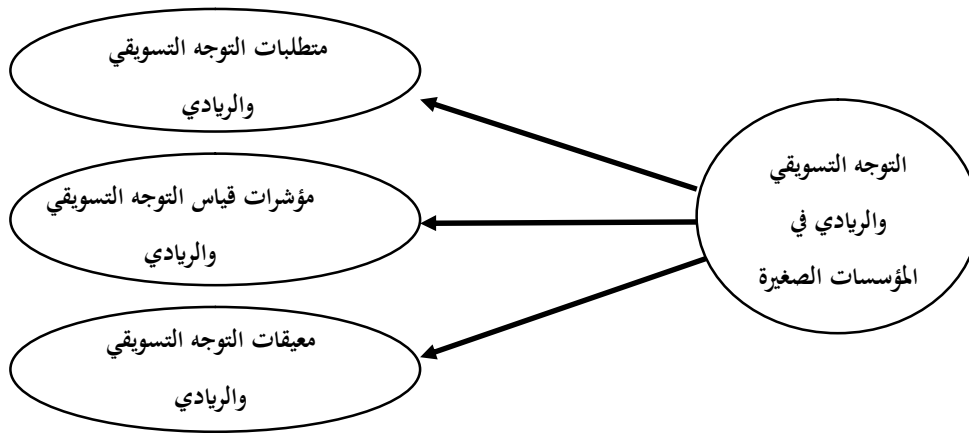 التوجه التسويقي
والريادي في
المؤسسات الصغيرة
متطلبات التوجه التسويقي
والريادي
مؤشرات قياس التوجه التسويقي
والريادي
معيقات التوجه التسويقي
والريادي